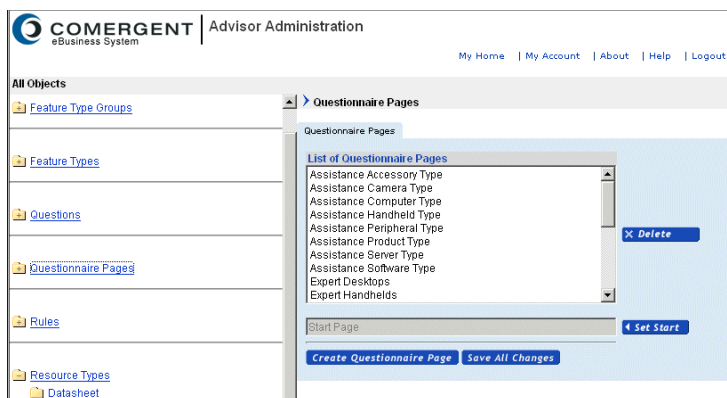 COMERGENT
eBusiness System
Advisor Administration
My Home | My Account | About | Help | Logout
All Objects
Feature Type Groups
Feature Types
Questions
Questionnaire Pages
Rules
Resource Types
Datasheet
Questionnaire Pages
Questionnaire Pages
List of Questionnaire Pages
Assistance Accessory Type
Assistance Camera Type
Assistance Computer Type
Assistance Handheld Type
Assistance Peripheral Type
Assistance Product Type
Assistance Server Type
Assistance Software Type
Expert Desktops
Expert Handhelds
X Delete
Start Page
Set Start
Create Questionnaire Page Save All Changes